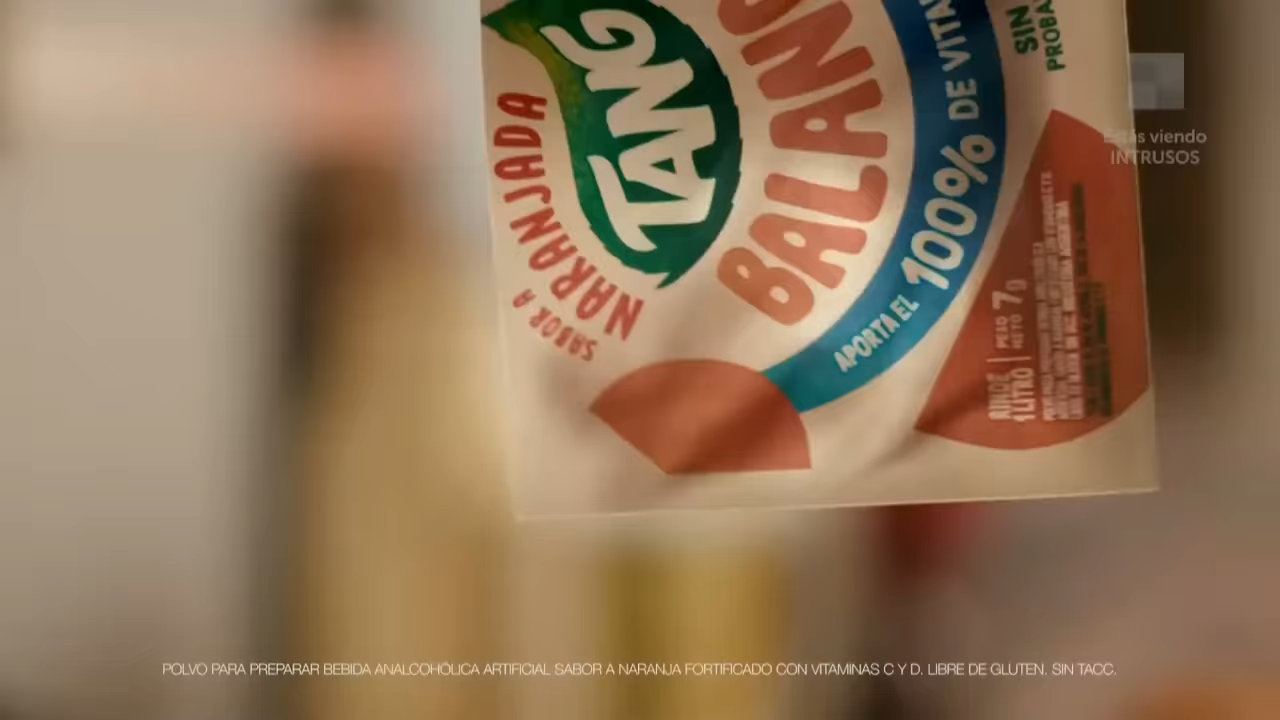 TANG
SABOR A
NARANJADA
BALAN
APORTA EL 100% DE VITA
SIN
PROBA
RINDE
1 LITRO
PESO
NETO 7g
Estás viendo
INTRUSOS
POLVO PARA PREPARAR BEBIDA ANALCOHÓLICA ARTIFICIAL SABOR A NARANJA FORTIFICADO CON VITAMINAS C Y D. LIBRE DE GLUTEN. SIN TACC.